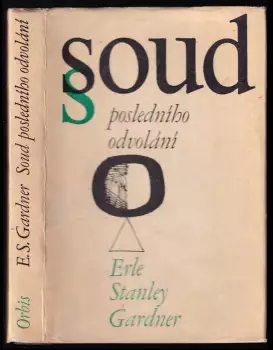 soud
s
posledního
odvolání
Erle
Stanley
Gardner
Orbis E.S. Gardner Soud posledního odvolání